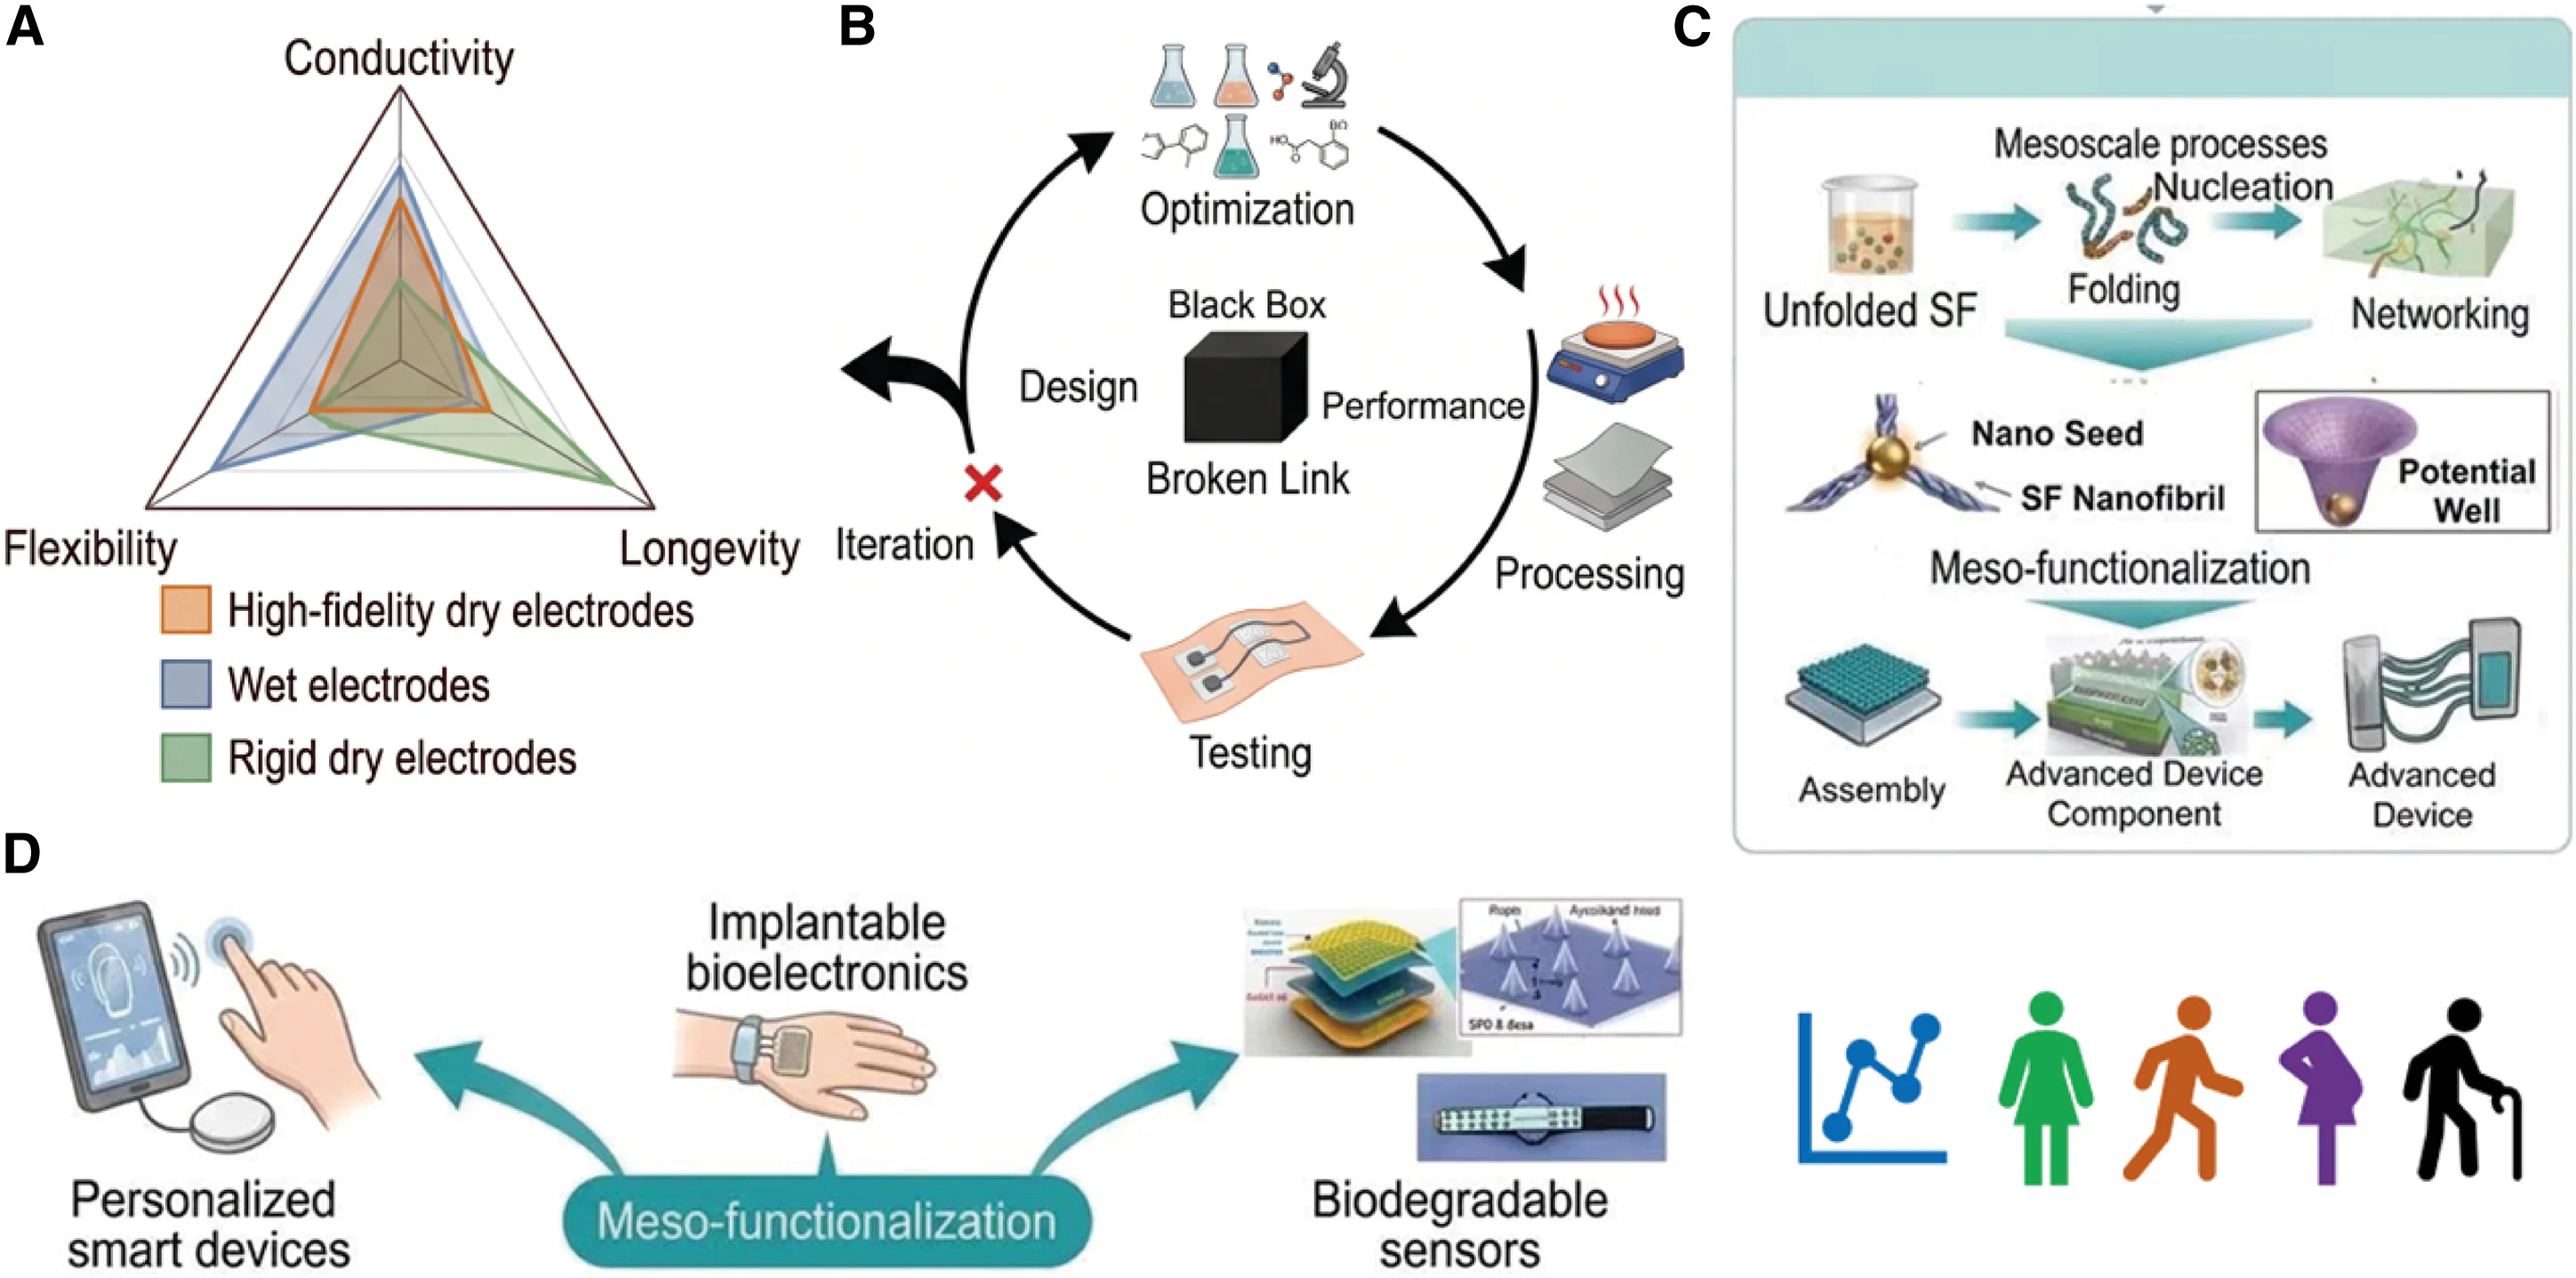 A
Conductivity
Flexibility
Longevity
High-fidelity dry electrodes
Wet electrodes
Rigid dry electrodes
B
Optimization
HO
O
Black Box
Design
Performance
Broken Link
Iteration
Processing
Testing
C
Mesoscale processes
Nucleation
Unfolded SF
Folding
Networking
Nano Seed
SF Nanofibril
Potential
Well
Meso-functionalization
Assembly
Advanced Device
Component
Advanced
Device
D
Personalized
smart devices
Implantable
bioelectronics
Meso-functionalization
Biodegradable
sensors